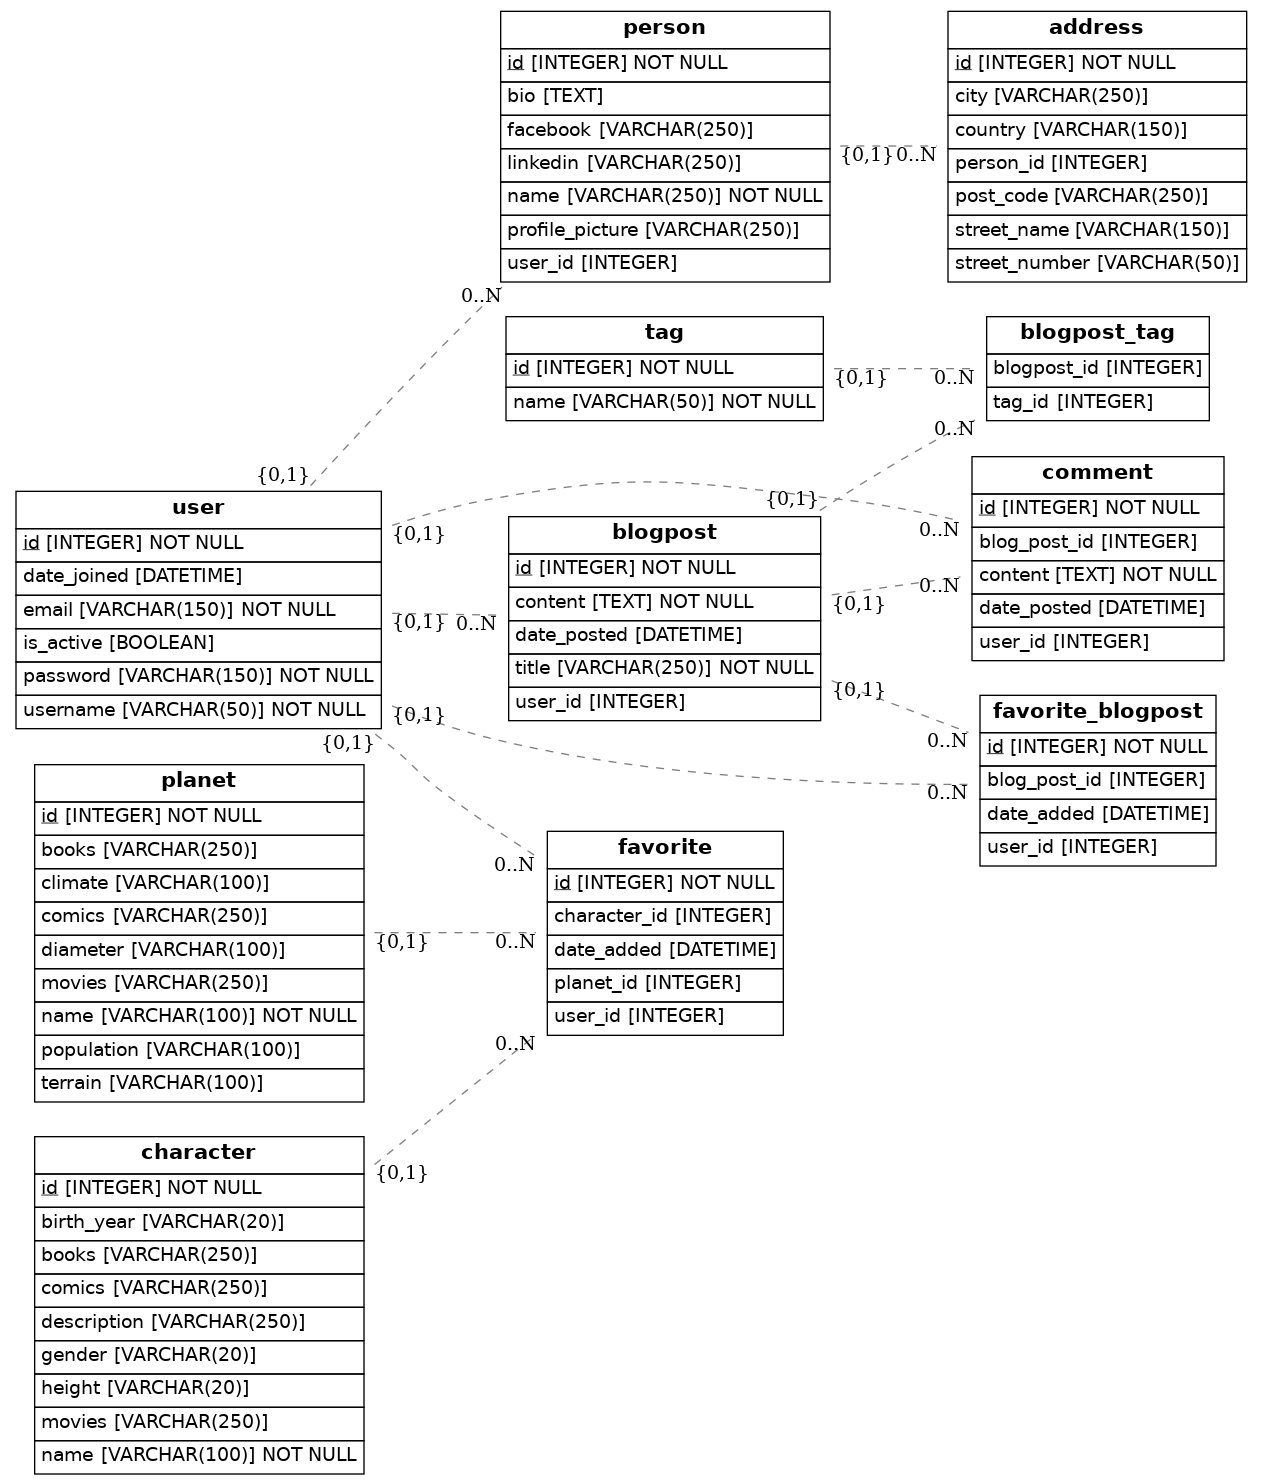 person
id [INTEGER] NOT NULL
bio [TEXT]
facebook [VARCHAR(250)]
linkedin [VARCHAR(250)]
name [VARCHAR(250)] NOT NULL
profile_picture [VARCHAR(250)]
user_id [INTEGER]
address
id [INTEGER] NOT NULL
city [VARCHAR(250)]
country [VARCHAR(150)]
person_id [INTEGER]
post_code [VARCHAR(250)]
street_name [VARCHAR(150)]
street_number [VARCHAR(50)]
{0,1}
0..N
0..N
{0,1}
tag
id [INTEGER] NOT NULL
name [VARCHAR(50)] NOT NULL
{0,1}
0..N
blogpost_tag
blogpost_id [INTEGER]
tag_id [INTEGER]
0..N
{0,1}
user
id [INTEGER] NOT NULL
date_joined [DATETIME]
email [VARCHAR(150)] NOT NULL
is_active [BOOLEAN]
password [VARCHAR(150)] NOT NULL
username [VARCHAR(50)] NOT NULL
{0,1}
0..N
{0,1}
0..N
blogpost
id [INTEGER] NOT NULL
content [TEXT] NOT NULL
date_posted [DATETIME]
title [VARCHAR(250)] NOT NULL
user_id [INTEGER]
{0,1}
0..N
comment
id [INTEGER] NOT NULL
blog_post_id [INTEGER]
content [TEXT] NOT NULL
date_posted [DATETIME]
user_id [INTEGER]
{0,1}
0..N
{0,1}
0..N
favorite_blogpost
id [INTEGER] NOT NULL
blog_post_id [INTEGER]
date_added [DATETIME]
user_id [INTEGER]
{0,1}
0..N
planet
id [INTEGER] NOT NULL
books [VARCHAR(250)]
climate [VARCHAR(100)]
comics [VARCHAR(250)]
diameter [VARCHAR(100)]
movies [VARCHAR(250)]
name [VARCHAR(100)] NOT NULL
population [VARCHAR(100)]
terrain [VARCHAR(100)]
{0,1}
0..N
favorite
id [INTEGER] NOT NULL
character_id [INTEGER]
date_added [DATETIME]
planet_id [INTEGER]
user_id [INTEGER]
0..N
{0,1}
character
id [INTEGER] NOT NULL
birth_year [VARCHAR(20)]
books [VARCHAR(250)]
comics [VARCHAR(250)]
description [VARCHAR(250)]
gender [VARCHAR(20)]
height [VARCHAR(20)]
movies [VARCHAR(250)]
name [VARCHAR(100)] NOT NULL